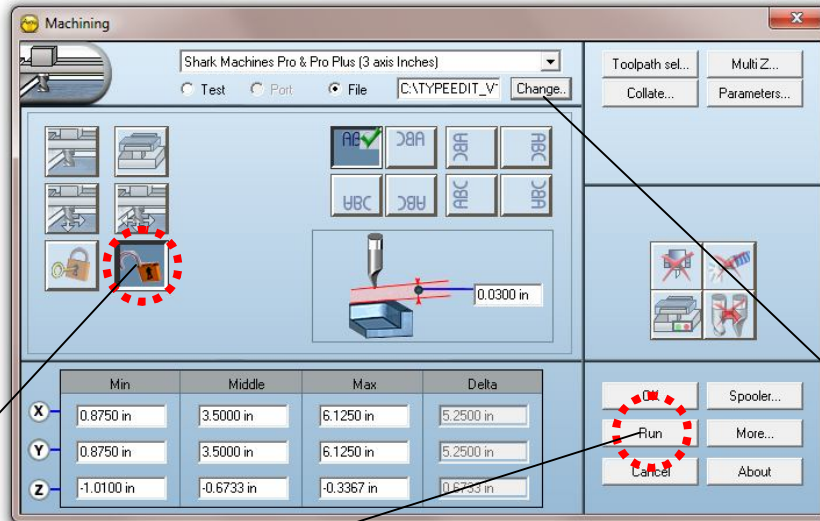 Machining
Shark Machines Pro & Pro Plus (3 axis Inches)
Test Port File C:\TYPEEDIT_V Change..
Toolpath sel... Multi Z...
Collate... Parameters...
ABC ABC ABC ABC
ABC ABC ABC ABC
0.0300 in
Min Middle Max Delta
X 0.8750 in 3.5000 in 6.1250 in 5.2500 in
Y 0.8750 in 3.5000 in 6.1250 in 5.2500 in
Z -1.0100 in -0.6733 in -0.3367 in 0.6733 in
OK Spooler...
Run More...
Cancel About